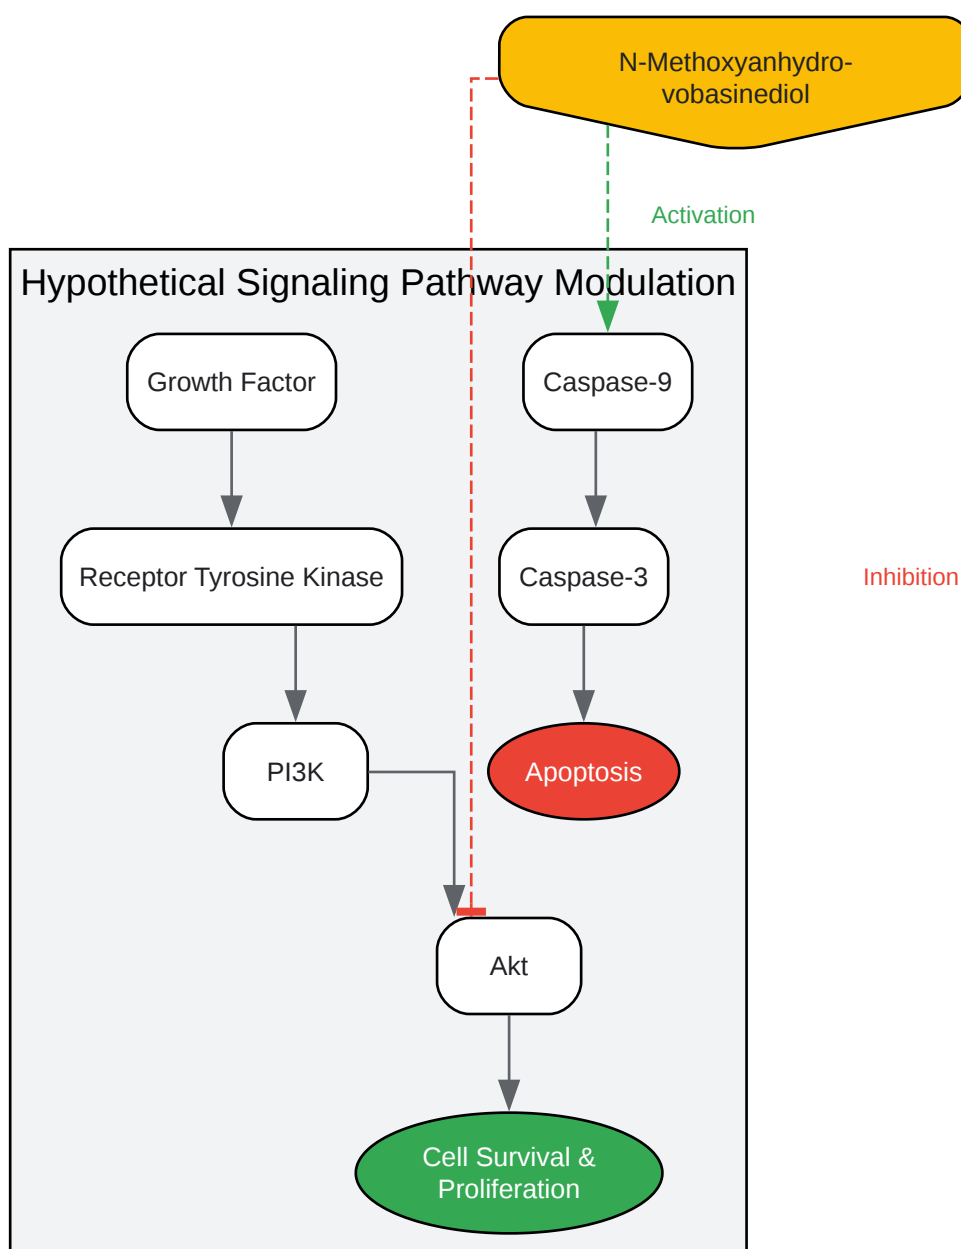 N-Methoxyanhydro-
vobasinediol
Activation
Hypothetical Signaling Pathway Modulation
Growth Factor
Caspase-9
Receptor Tyrosine Kinase
Caspase-3
Inhibition
PI3K
Apoptosis
Akt
Cell Survival &
Proliferation